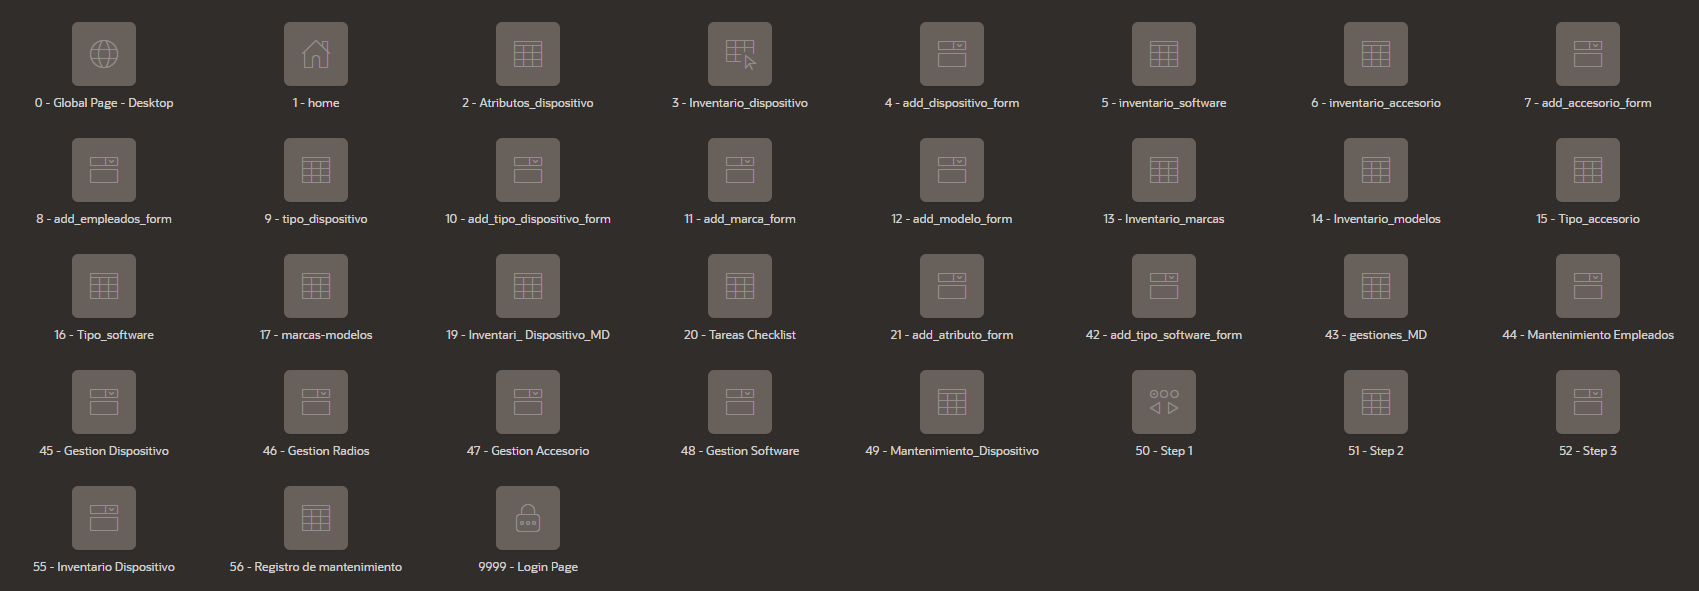 0 - Global Page - Desktop
1 - home
2 - Atributos_dispositivo
3 - Inventario_dispositivo
4 - add_dispositivo_form
5 - inventario_software
6 - inventario_accesorio
7 - add_accesorio_form
8 - add_empleados_form
9 - tipo_dispositivo
10 - add_tipo_dispositivo_form
11 - add_marca_form
12 - add_modelo_form
13 - Inventario_marcas
14 - Inventario_modelos
15 - Tipo_accesorio
16 - Tipo_software
17 - marcas-modelos
19 - Inventari_ Dispositivo_MD
20 - Tareas Checklist
21 - add_atributo_form
42 - add_tipo_software_form
43 - gestiones_MD
44 - Mantenimiento Empleados
45 - Gestion Dispositivo
46 - Gestion Radios
47 - Gestion Accesorio
48 - Gestion Software
49 - Mantenimiento_Dispositivo
50 - Step 1
51 - Step 2
52 - Step 3
55 - Inventario Dispositivo
56 - Registro de mantenimiento
9999 - Login Page